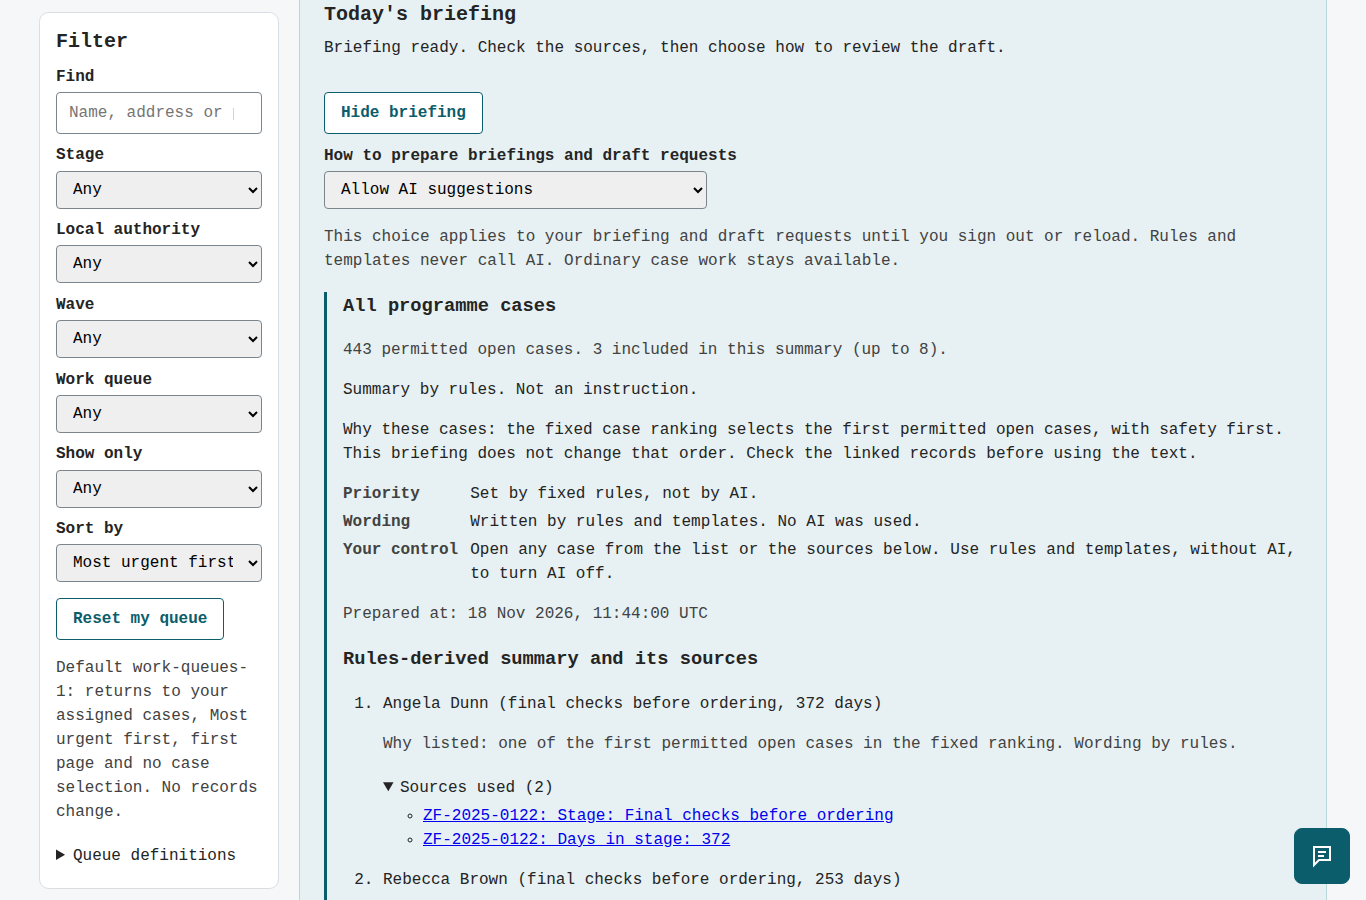 Filter
Find
Name, address or
Stage
Any
Local authority
Any
Wave
Any
Work queue
Any
Show only
Any
Sort by
Most urgent first
Reset my queue
Default work-queues-
1: returns to your
assigned cases, Most
urgent first, first
page and no case
selection. No records
change.
Queue definitions
Today's briefing
Briefing ready. Check the sources, then choose how to review the draft.
Hide briefing
How to prepare briefings and draft requests
Allow AI suggestions
This choice applies to your briefing and draft requests until you sign out or reload. Rules and
templates never call AI. Ordinary case work stays available.
All programme cases
443 permitted open cases. 3 included in this summary (up to 8).
Summary by rules. Not an instruction.
Why these cases: the fixed case ranking selects the first permitted open cases, with safety first.
This briefing does not change that order. Check the linked records before using the text.
Priority Set by fixed rules, not by AI.
Wording Written by rules and templates. No AI was used.
Your control Open any case from the list or the sources below. Use rules and templates, without AI,
to turn AI off.
Prepared at: 18 Nov 2026, 11:44:00 UTC
Rules-derived summary and its sources
1. Angela Dunn (final checks before ordering, 372 days)
Why listed: one of the first permitted open cases in the fixed ranking. Wording by rules.
Sources used (2)
ZF-2025-0122: Stage: Final checks before ordering
ZF-2025-0122: Days in stage: 372
2. Rebecca Brown (final checks before ordering, 253 days)